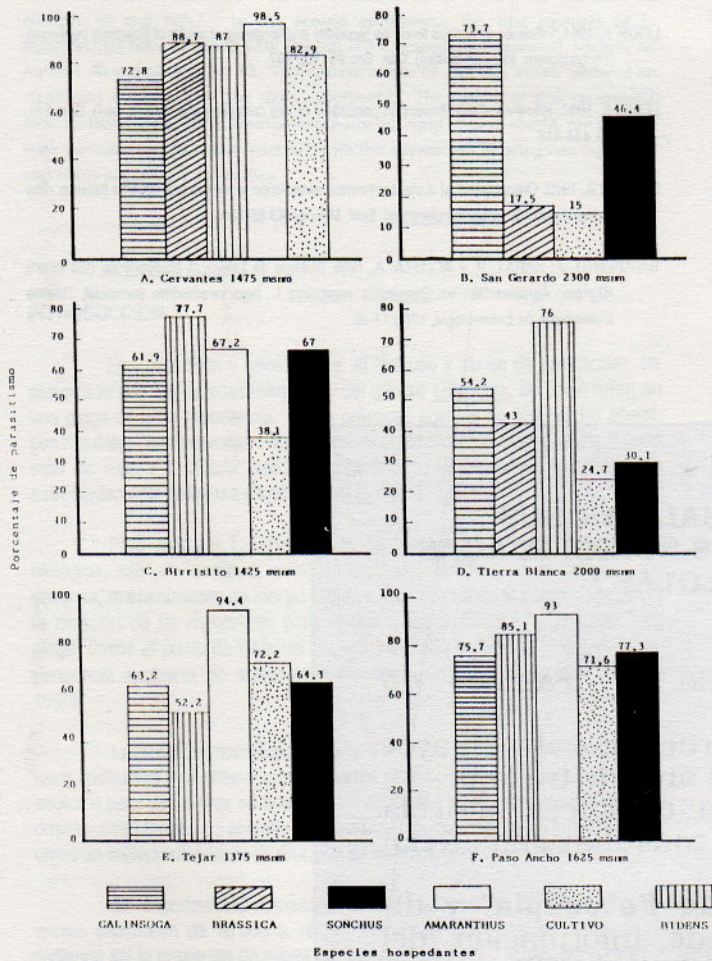 Porcentaje de parasitismo
100 80 60 40 20 0
72,8 88,7 87 98,5 82,9
A. Cervantes 1475 msnm
80 70 60 50 40 30 20 10 0
73,7 17,5 15 46,4
B. San Gerardo 2300 msnm
80 70 60 50 40 30 20 10 0
61,9 77,7 67,2 38,1 67
C. Birrisito 1425 msnm
80 70 60 50 40 30 20 10 0
54,2 43 76 24,7 30,1
D. Tierra Blanca 2000 msnm
100 80 60 40 20 0
63,2 52,2 94,4 72,2 64,3
E. Tejar 1375 msnm
100 80 60 40 20 0
75,7 85,1 93 71,6 77,3
F. Paso Ancho 1625 msnm
GALINSOGA BRASSICA SONCHUS AMARANTHUS CULTIVO BIDENS
Especies hospedantes